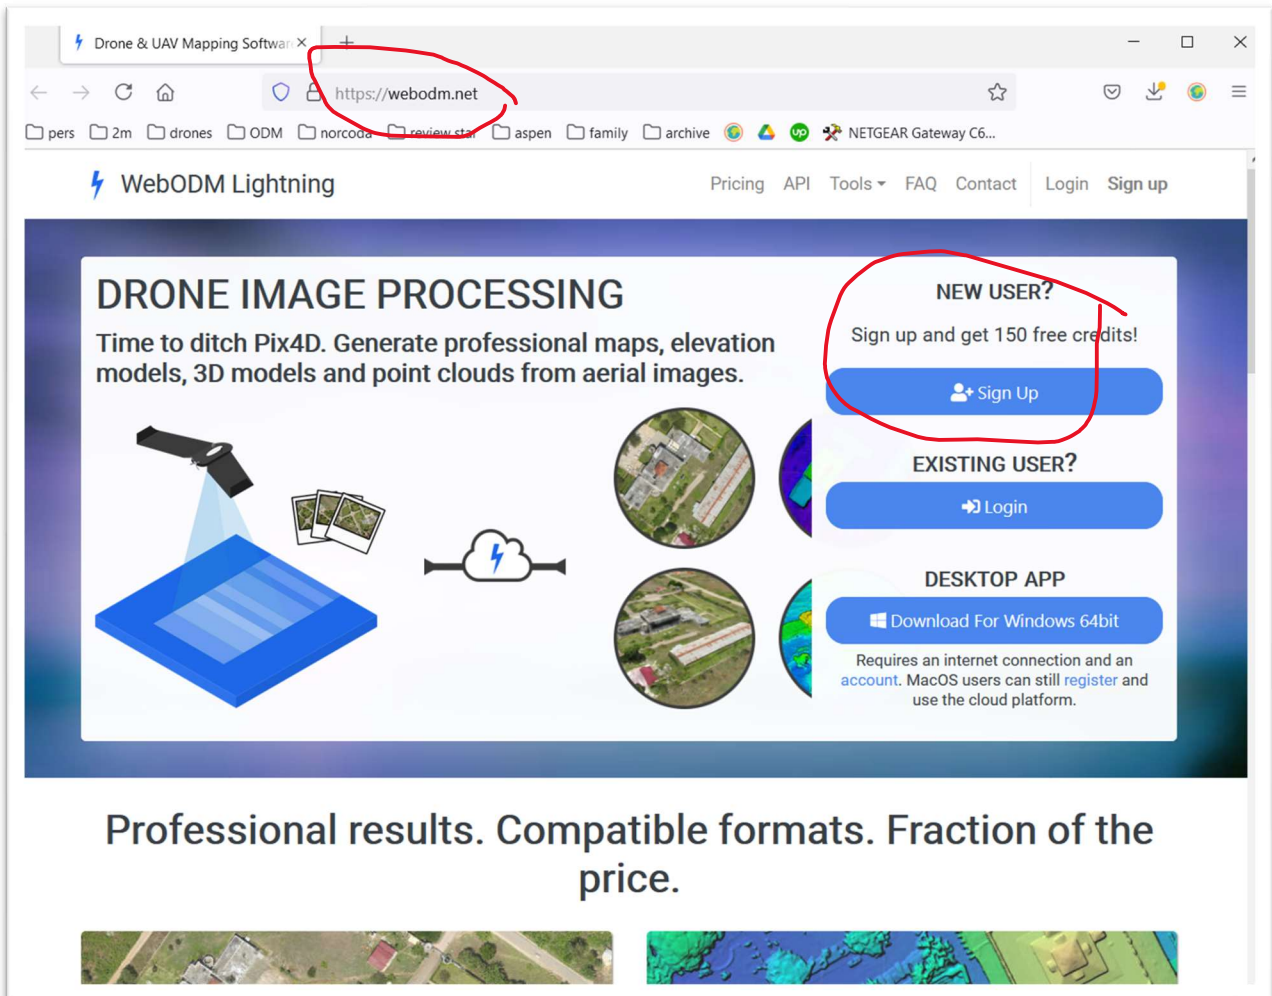 Drone & UAV Mapping Softwar
https://webodm.net
pers 2m drones ODM norcoda review star aspen family archive up NETGEAR Gateway C6...
WebODM Lightning
Pricing API Tools FAQ Contact Login Sign up
DRONE IMAGE PROCESSING
Time to ditch Pix4D. Generate professional maps, elevation
models, 3D models and point clouds from aerial images.
NEW USER?
Sign up and get 150 free credits!
Sign Up
EXISTING USER?
Login
DESKTOP APP
Download For Windows 64bit
Requires an internet connection and an
account. MacOS users can still register and
use the cloud platform.
Professional results. Compatible formats. Fraction of the
price.